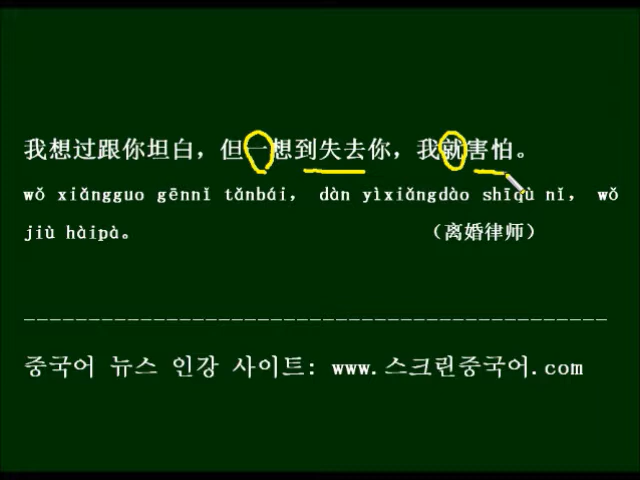 我想过跟你坦白，但一想到失去你，我就害怕。
wǒ xiǎngguo gēnnǐ tǎnbái， dàn yìxiǎngdào shīqù nǐ， wǒ
jiù hàipà。 （离婚律师）
중국어 뉴스 인강 사이트: www.스크린중국어.com